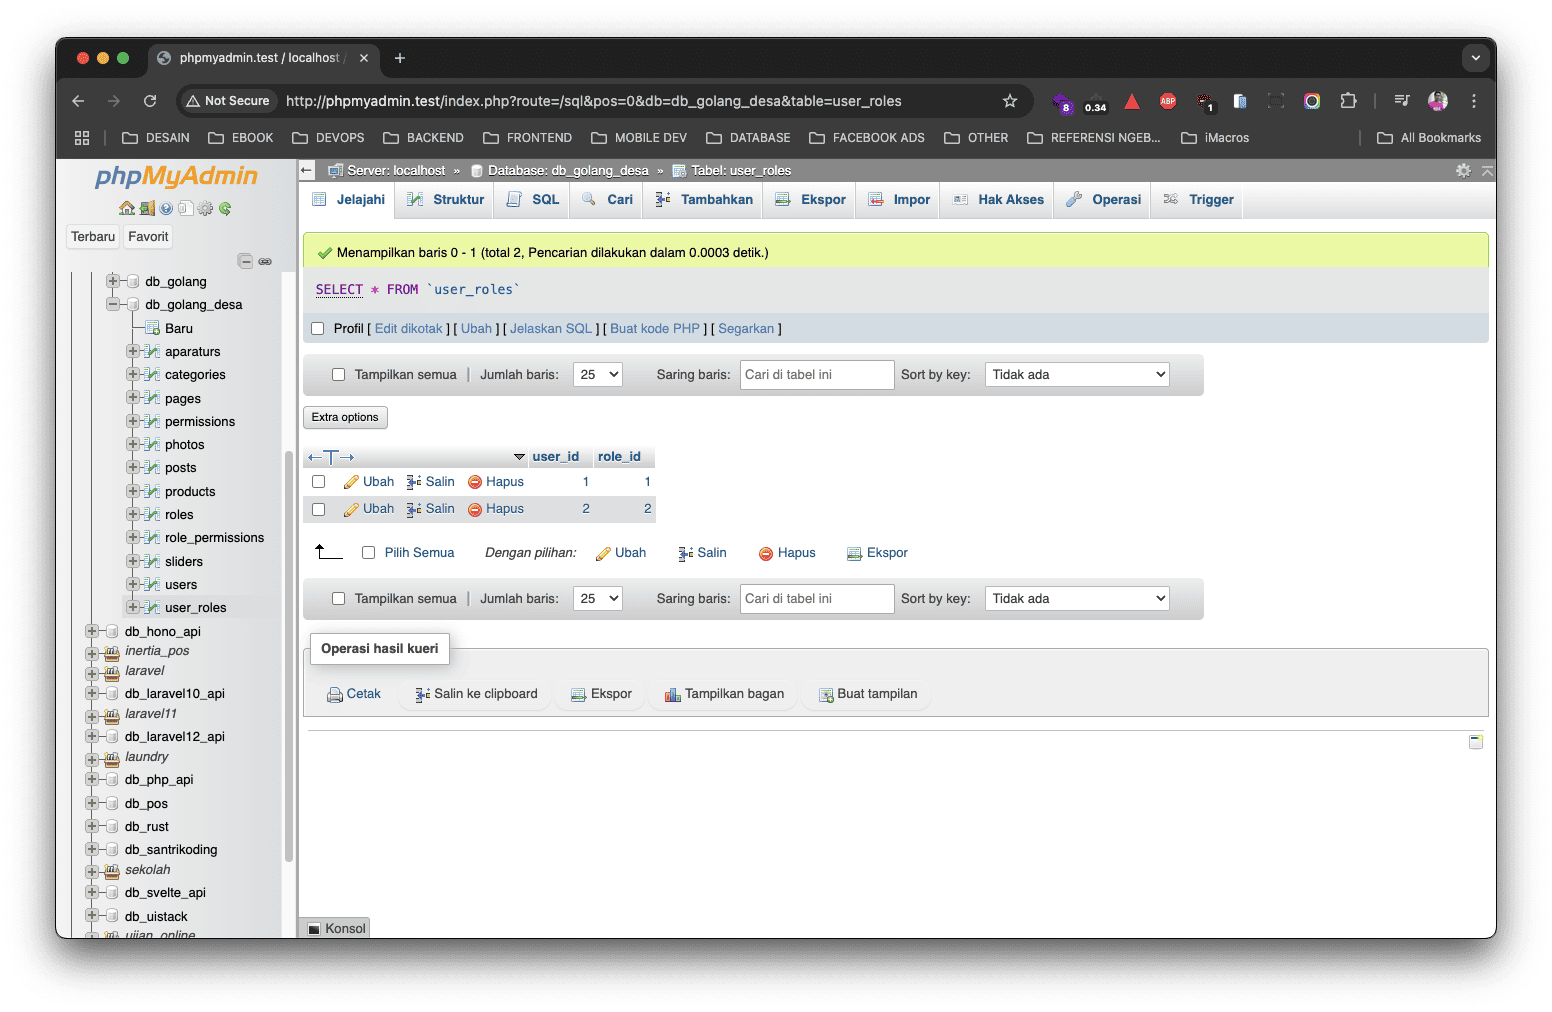 phpmyadmin.test / localhost /
Not Secure http://phpmyadmin.test/index.php?route=/sql&pos=0&db=db_golang_desa&table=user_roles
8 0.34 ABP 1
DESAIN EBOOK DEVOPS BACKEND FRONTEND MOBILE DEV DATABASE FACEBOOK ADS OTHER REFERENSI NGEB... iMacros All Bookmarks
phpMyAdmin
Terbaru Favorit
db_golang
db_golang_desa
Baru
aparaturs
categories
pages
permissions
photos
posts
products
roles
role_permissions
sliders
users
user_roles
db_hono_api
inertia_pos
laravel
db_laravel10_api
laravel11
db_laravel12_api
laundry
db_php_api
db_pos
db_rust
db_santrikoding
sekolah
db_svelte_api
db_uistack
ujian_online
Server: localhost » Database: db_golang_desa » Tabel: user_roles
Jelajahi Struktur SQL Cari Tambahkan Ekspor Impor Hak Akses Operasi Trigger
Menampilkan baris 0 - 1 (total 2, Pencarian dilakukan dalam 0.0003 detik.)
SELECT * FROM `user_roles`
Profil [ Edit dikotak ] [ Ubah ] [ Jelaskan SQL ] [ Buat kode PHP ] [ Segarkan ]
Tampilkan semua | Jumlah baris: 25 Saring baris: Cari di tabel ini Sort by key: Tidak ada
Extra options
user_id role_id
Ubah Salin Hapus 1 1
Ubah Salin Hapus 2 2
Pilih Semua Dengan pilihan: Ubah Salin Hapus Ekspor
Tampilkan semua | Jumlah baris: 25 Saring baris: Cari di tabel ini Sort by key: Tidak ada
Operasi hasil kueri
Cetak Salin ke clipboard Ekspor Tampilkan bagan Buat tampilan
Konsol